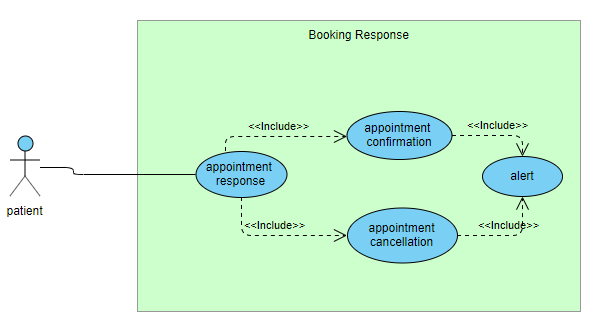 Booking Response
<<Include>>
appointment
confirmation
<<Include>>
appointment
response
alert
patient
<<Include>>
appointment
cancellation
<<Include>>